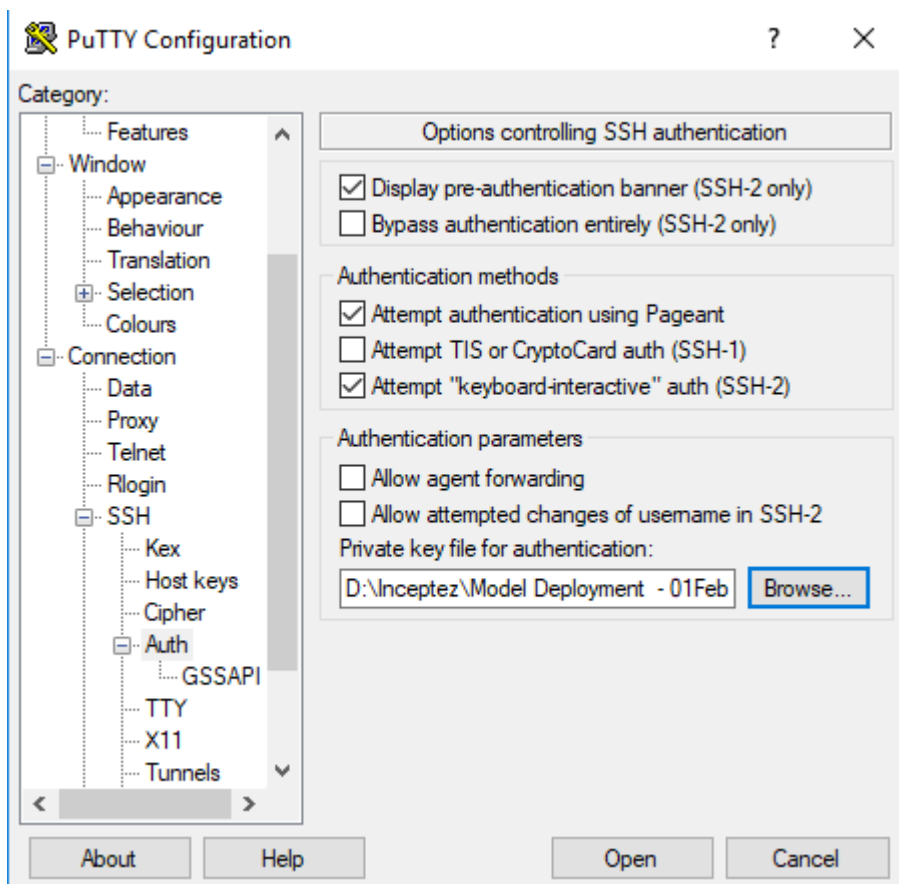 PuTTY Configuration
?
Category:
Features
Window
Appearance
Behaviour
Translation
Selection
Colours
Connection
Data
Proxy
Telnet
Rlogin
SSH
Kex
Host keys
Cipher
Auth
GSSAPI
TTY
X11
Tunnels
Options controlling SSH authentication
Display pre-authentication banner (SSH-2 only)
Bypass authentication entirely (SSH-2 only)
Authentication methods
Attempt authentication using Pageant
Attempt TIS or CryptoCard auth (SSH-1)
Attempt "keyboard-interactive" auth (SSH-2)
Authentication parameters
Allow agent forwarding
Allow attempted changes of username in SSH-2
Private key file for authentication:
D:\Inceptez\Model Deployment  - 01Feb
Browse...
About
Help
Open
Cancel